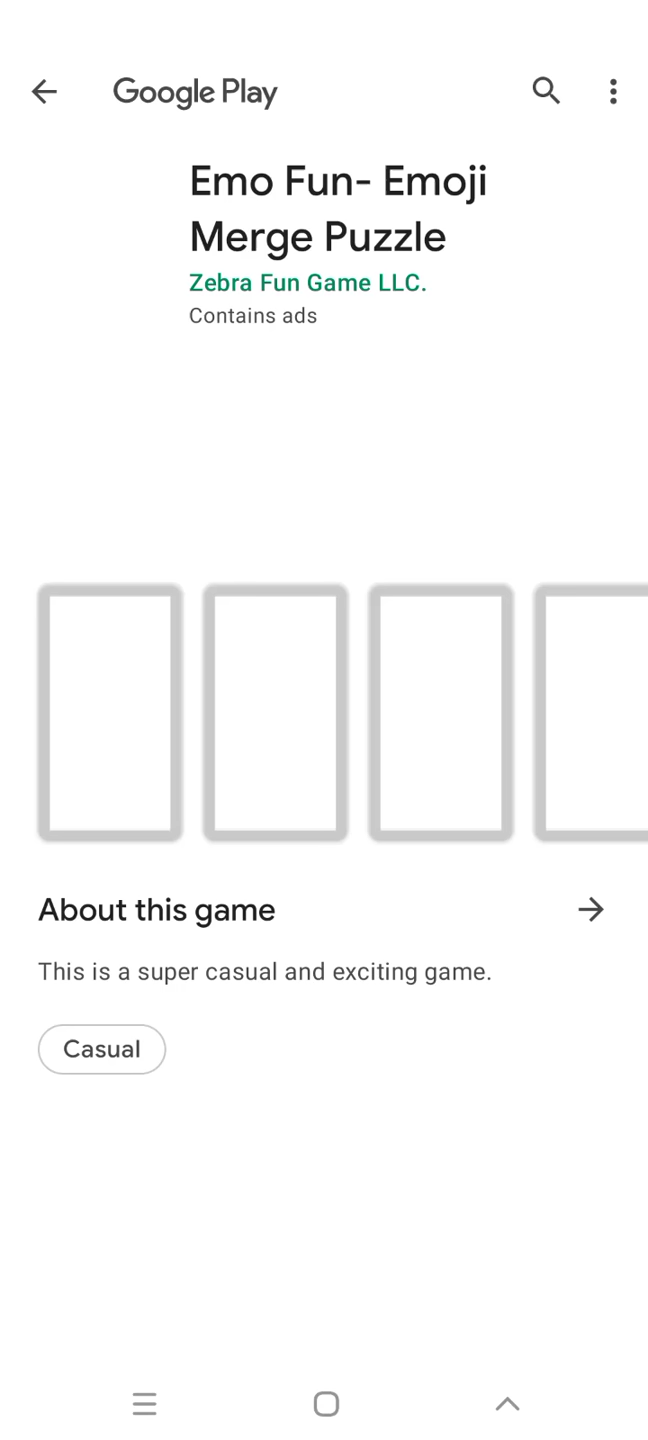 Google Play
Emo Fun- Emoji
Merge Puzzle
Zebra Fun Game LLC.
Contains ads
About this game
This is a super casual and exciting game.
Casual